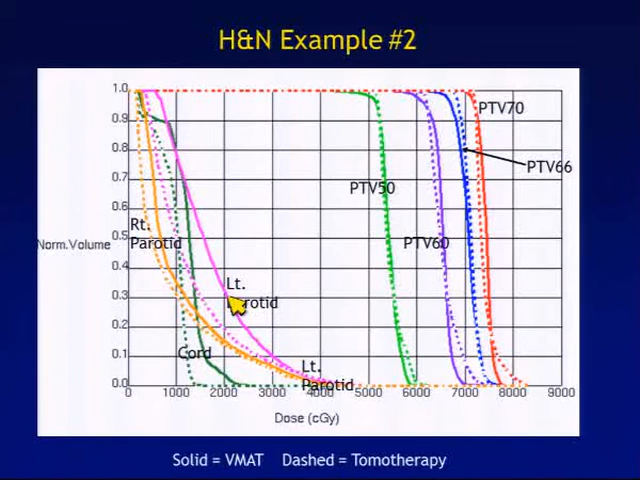 H&N Example #2
1.0
0.9
0.8
0.7
0.6
0.5
0.4
0.3
0.2
0.1
0.0
Norm.Volume
0
1000
2000
3000
4000
5000
6000
7000
8000
9000
Dose (cGy)
PTV70
PTV66
PTV50
PTV60
Rt.
Parotid
Lt.
Parotid
Cord
Lt.
Parotid
Solid = VMAT Dashed = Tomotherapy